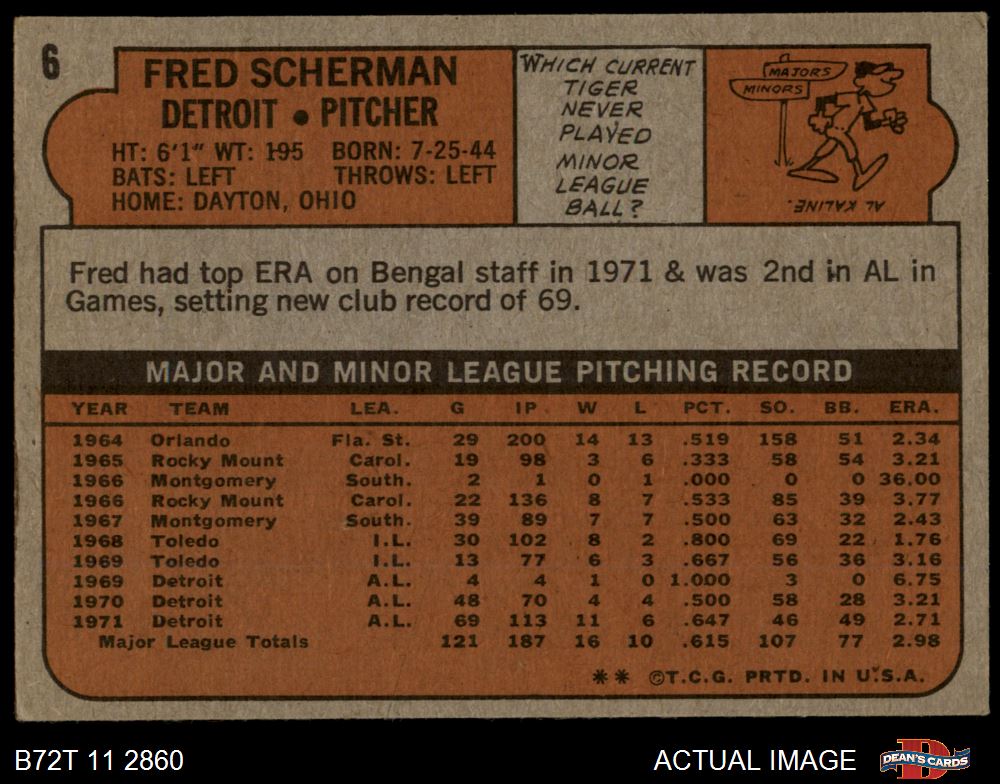 6
FRED SCHERMAN
DETROIT • PITCHER
HT: 6'1" WT: 195 BORN: 7-25-44
BATS: LEFT THROWS: LEFT
HOME: DAYTON, OHIO
WHICH CURRENT
TIGER
NEVER
PLAYED
MINOR
LEAGUE
BALL?
MAJORS
MINORS
AL KALINE.
Fred had top ERA on Bengal staff in 1971 & was 2nd in AL in
Games, setting new club record of 69.
MAJOR AND MINOR LEAGUE PITCHING RECORD
YEAR TEAM LEA. G IP W L PCT. SO. BB. ERA.
1964 Orlando Fla. St. 29 200 14 13 .519 158 51 2.34
1965 Rocky Mount Carol. 19 98 3 6 .333 58 54 3.21
1966 Montgomery South. 2 1 0 1 .000 0 0 36.00
1966 Rocky Mount Carol. 22 136 8 7 .533 85 39 3.77
1967 Montgomery South. 39 89 7 7 .500 63 32 2.43
1968 Toledo I.L. 30 102 8 2 .800 69 22 1.76
1969 Toledo I.L. 13 77 6 3 .667 56 36 3.16
1969 Detroit A.L. 4 4 1 0 1.000 3 0 6.75
1970 Detroit A.L. 48 70 4 4 .500 58 28 3.21
1971 Detroit A.L. 69 113 11 6 .647 46 49 2.71
Major League Totals 121 187 16 10 .615 107 77 2.98
** ©T.C.G. PRTD. IN U.S.A.
B72T 11 2860 ACTUAL IMAGE D DEAN'S CARDS